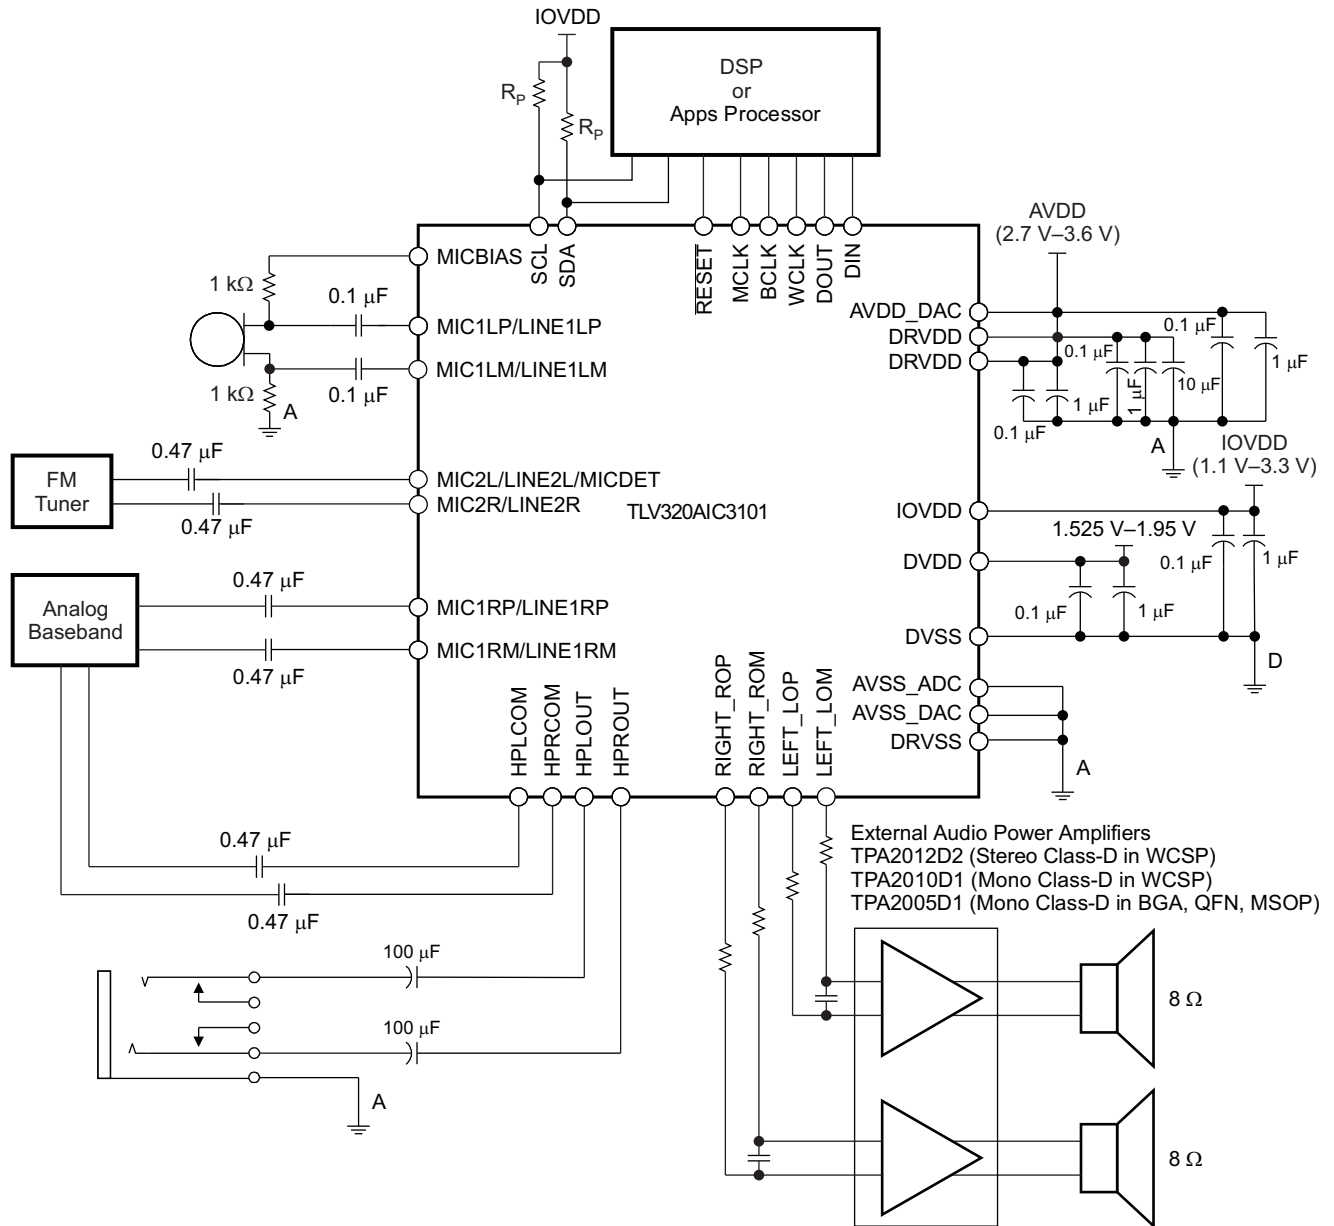 IOVDD
DSP
or
Apps Processor
R_P
R_P
SCL
SDA
RESET
MCLK
BCLK
WCLK
DOUT
DIN
AVDD
(2.7 V–3.6 V)
MICBIAS
1 kΩ
0.1 μF
MIC1LP/LINE1LP
MIC1LM/LINE1LM
1 kΩ
0.1 μF
A
AVDD_DAC
DRVDD
DRVDD
0.1 μF
0.1 μF
1 μF
10 μF
1 μF
1 μF
0.1 μF
A
FM
Tuner
0.47 μF
0.47 μF
MIC2L/LINE2L/MICDET
MIC2R/LINE2R
TLV320AIC3101
IOVDD
(1.1 V–3.3 V)
IOVDD
1.525 V–1.95 V
0.1 μF
1 μF
DVDD
0.1 μF
1 μF
DVSS
D
Analog
Baseband
0.47 μF
0.47 μF
MIC1RP/LINE1RP
MIC1RM/LINE1RM
AVSS_ADC
AVSS_DAC
DRVSS
A
HPLCOM
HPRCOM
HPLOUT
HPROUT
RIGHT_ROP
RIGHT_ROM
LEFT_LOP
LEFT_LOM
0.47 μF
0.47 μF
External Audio Power Amplifiers
TPA2012D2 (Stereo Class-D in WCSP)
TPA2010D1 (Mono Class-D in WCSP)
TPA2005D1 (Mono Class-D in BGA, QFN, MSOP)
100 μF
100 μF
A
8 Ω
8 Ω